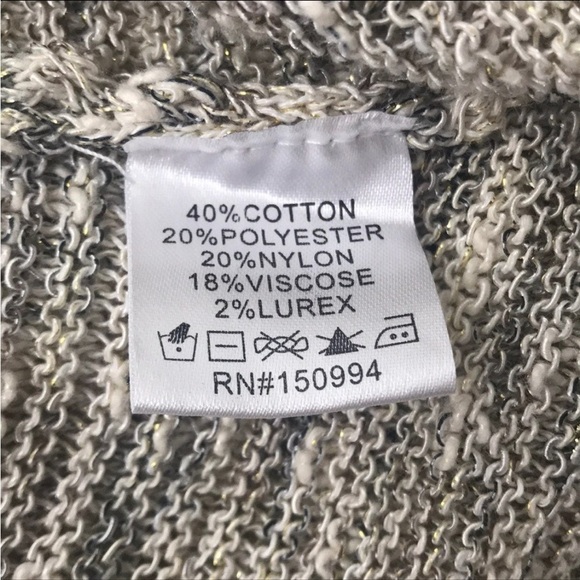 40%COTTON
20%POLYESTER
20%NYLON
18%VISCOSE
2%LUREX
RN#150994